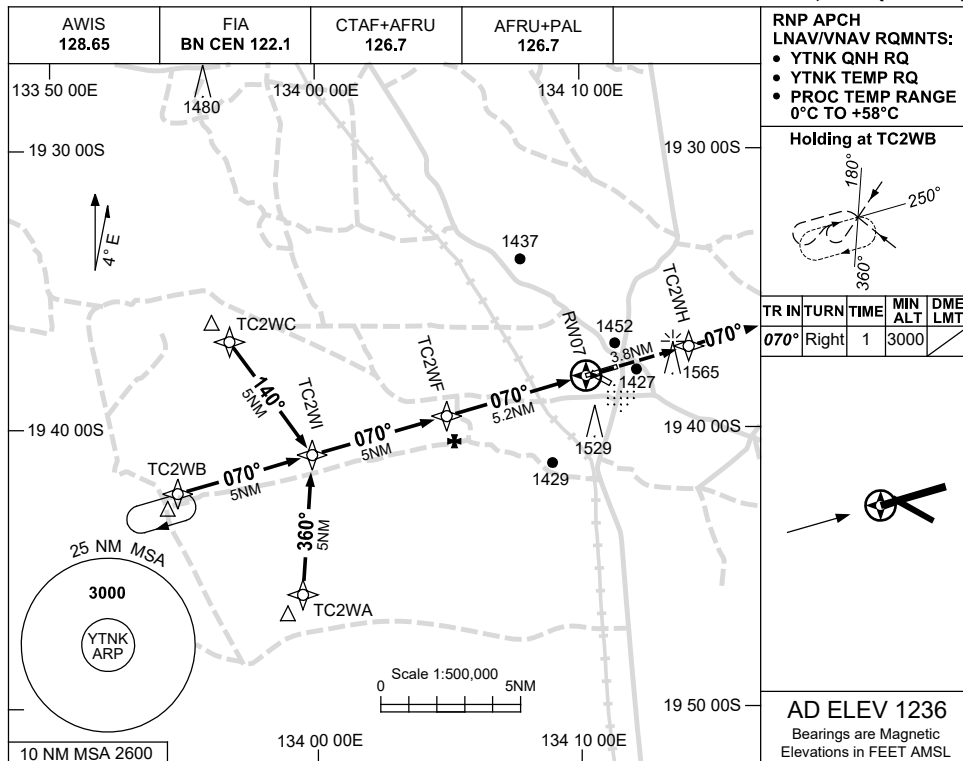 AWIS
128.65
FIA
BN CEN 122.1
CTAF+AFRU
126.7
AFRU+PAL
126.7
RNP APCH
LNAV/VNAV RQMNTS:
• YTNK QNH RQ
• YTNK TEMP RQ
• PROC TEMP RANGE
0°C TO +58°C
133 50 00E
134 00 00E
134 10 00E
1480
19 30 00S
19 30 00S
Holding at TC2WB
180°
250°
360°
4° E
1437
TC2WH
TR IN TURN TIME MIN ALT DME LMT
070° Right 1 3000
TC2WC
RW07
1452
070°
3.8NM
1565
1427
TC2WF
140°
5NM
TC2WI
070°
5.2NM
19 40 00S
19 40 00S
070°
5NM
1529
1429
TC2WB
070°
5NM
360°
5NM
25 NM MSA
3000
TC2WA
YTNK
ARP
Scale 1:500,000
0 5NM
19 50 00S
AD ELEV 1236
Bearings are Magnetic
Elevations in FEET AMSL
10 NM MSA 2600
134 00 00E
134 10 00E